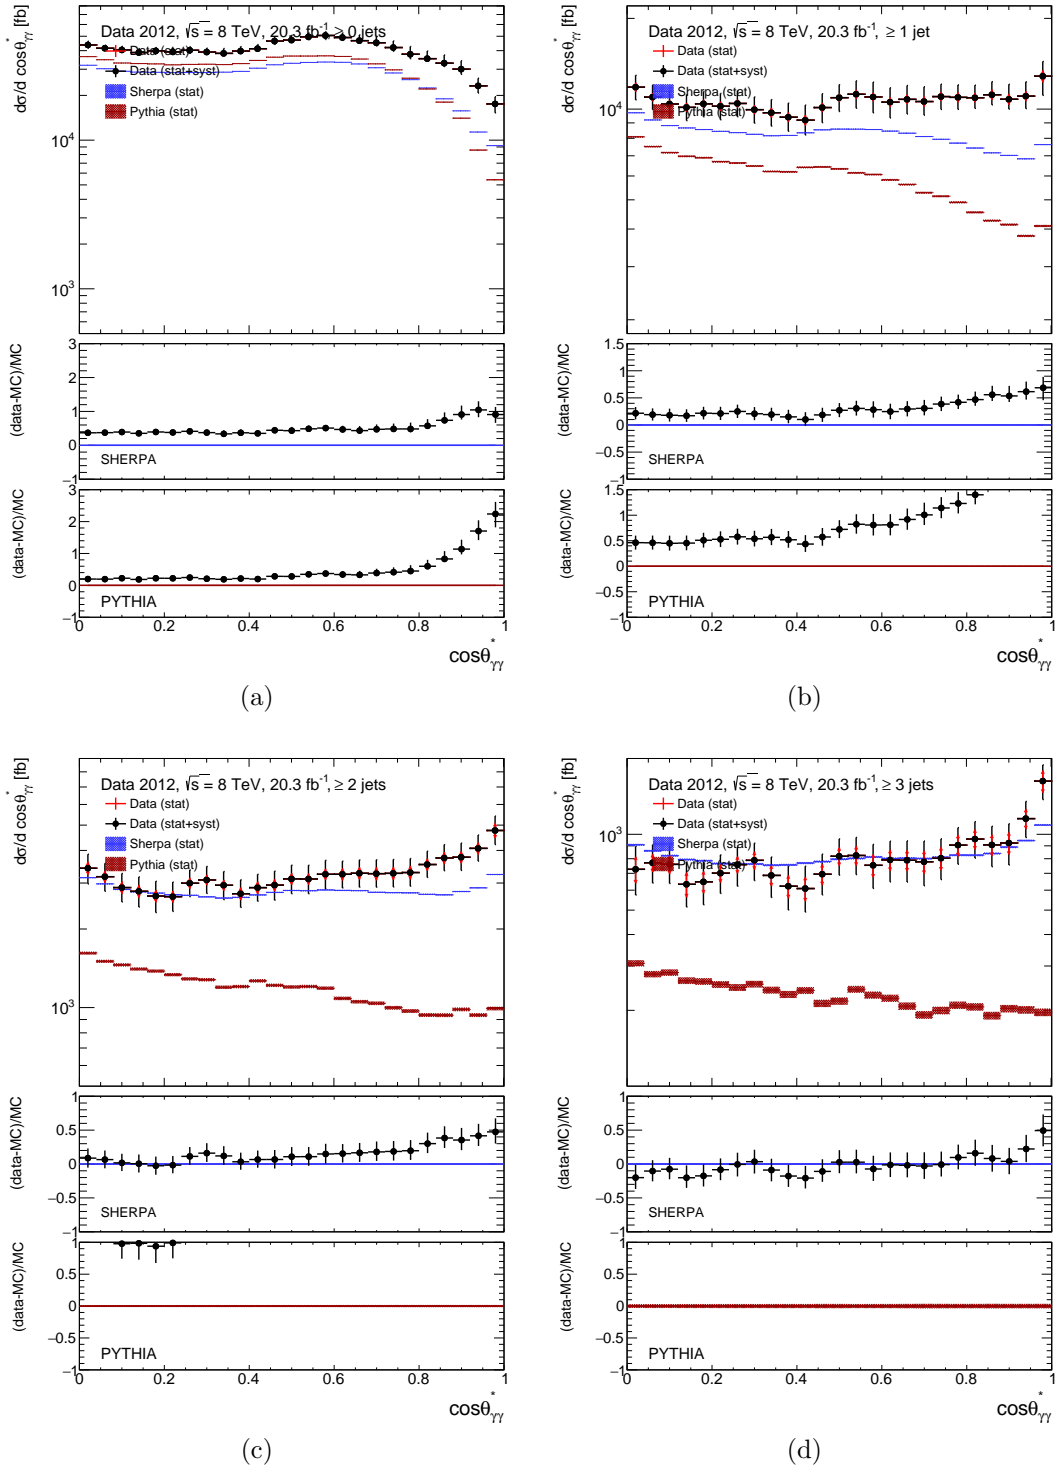 Data 2012, √s = 8 TeV, 20.3 fb⁻¹ ≥ 0 jets
Data (stat)
Data (stat+syst)
Sherpa (stat)
Pythia (stat)
dσ/d cosθ*γγ [fb]
10⁴
10³
(data-MC)/MC
3
2
1
0
−1
SHERPA
(data-MC)/MC
3
2
1
0
−1
PYTHIA
0 0.2 0.4 0.6 0.8 1
cosθ*γγ
(a)
Data 2012, √s = 8 TeV, 20.3 fb⁻¹, ≥ 1 jet
Data (stat)
Data (stat+syst)
Sherpa (stat)
Pythia (stat)
dσ/d cosθ*γγ [fb]
10⁴
(data-MC)/MC
1.5
1
0.5
0
−0.5
−1
SHERPA
(data-MC)/MC
1.5
1
0.5
0
−0.5
−1
PYTHIA
0 0.2 0.4 0.6 0.8 1
cosθ*γγ
(b)
Data 2012, √s = 8 TeV, 20.3 fb⁻¹, ≥ 2 jets
Data (stat)
Data (stat+syst)
Sherpa (stat)
Pythia (stat)
dσ/d cosθ*γγ [fb]
10³
(data-MC)/MC
1
0.5
0
−0.5
−1
SHERPA
(data-MC)/MC
1
0.5
0
−0.5
−1
PYTHIA
0 0.2 0.4 0.6 0.8 1
cosθ*γγ
(c)
Data 2012, √s = 8 TeV, 20.3 fb⁻¹, ≥ 3 jets
Data (stat)
Data (stat+syst)
Sherpa (stat)
Pythia (stat)
dσ/d cosθ*γγ [fb]
10³
(data-MC)/MC
1
0.5
0
−0.5
−1
SHERPA
(data-MC)/MC
1
0.5
0
−0.5
−1
PYTHIA
0 0.2 0.4 0.6 0.8 1
cosθ*γγ
(d)